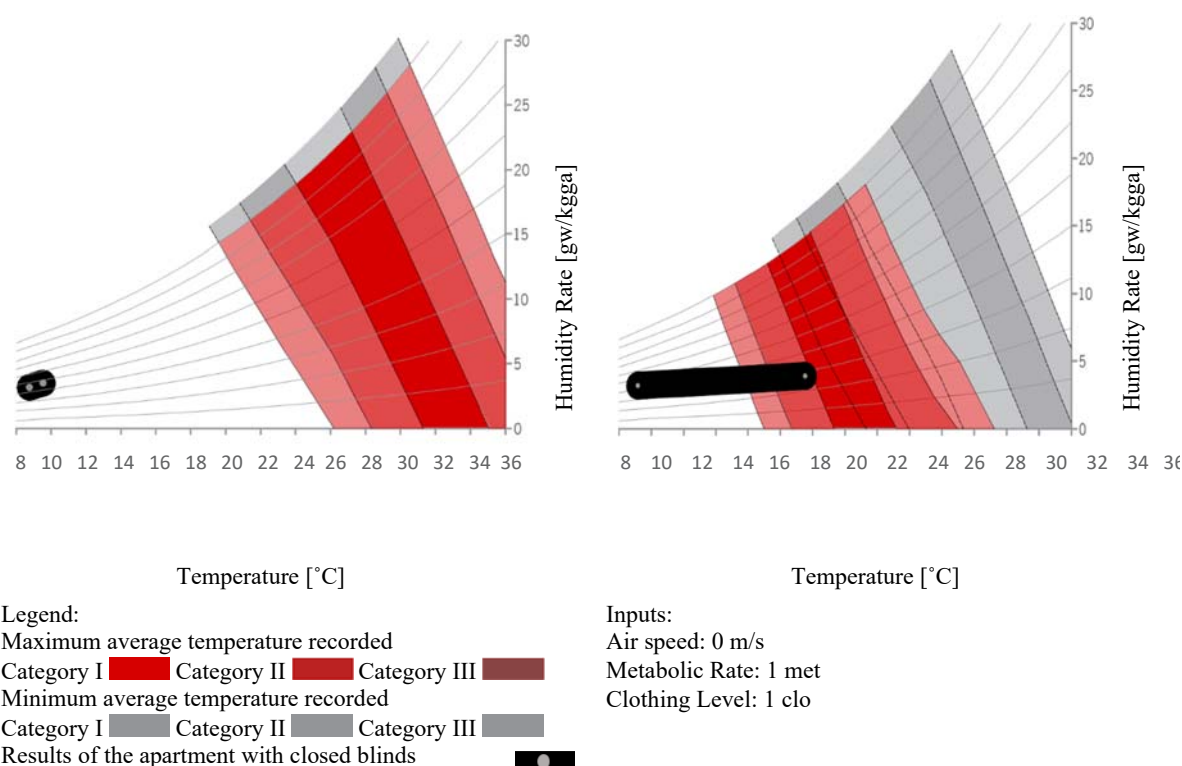 30
25
20
15
10
5
0
Humidity Rate [gw/kgga]
8 10 12 14 16 18 20 22 24 26 28 30 32 34 36
Temperature [˚C]
30
25
20
15
10
5
0
Humidity Rate [gw/kgga]
8 10 12 14 16 18 20 22 24 26 28 30 32 34 36
Temperature [˚C]
Legend:
Maximum average temperature recorded
Category I Category II Category III
Minimum average temperature recorded
Category I Category II Category III
Results of the apartment with closed blinds
Inputs:
Air speed: 0 m/s
Metabolic Rate: 1 met
Clothing Level: 1 clo